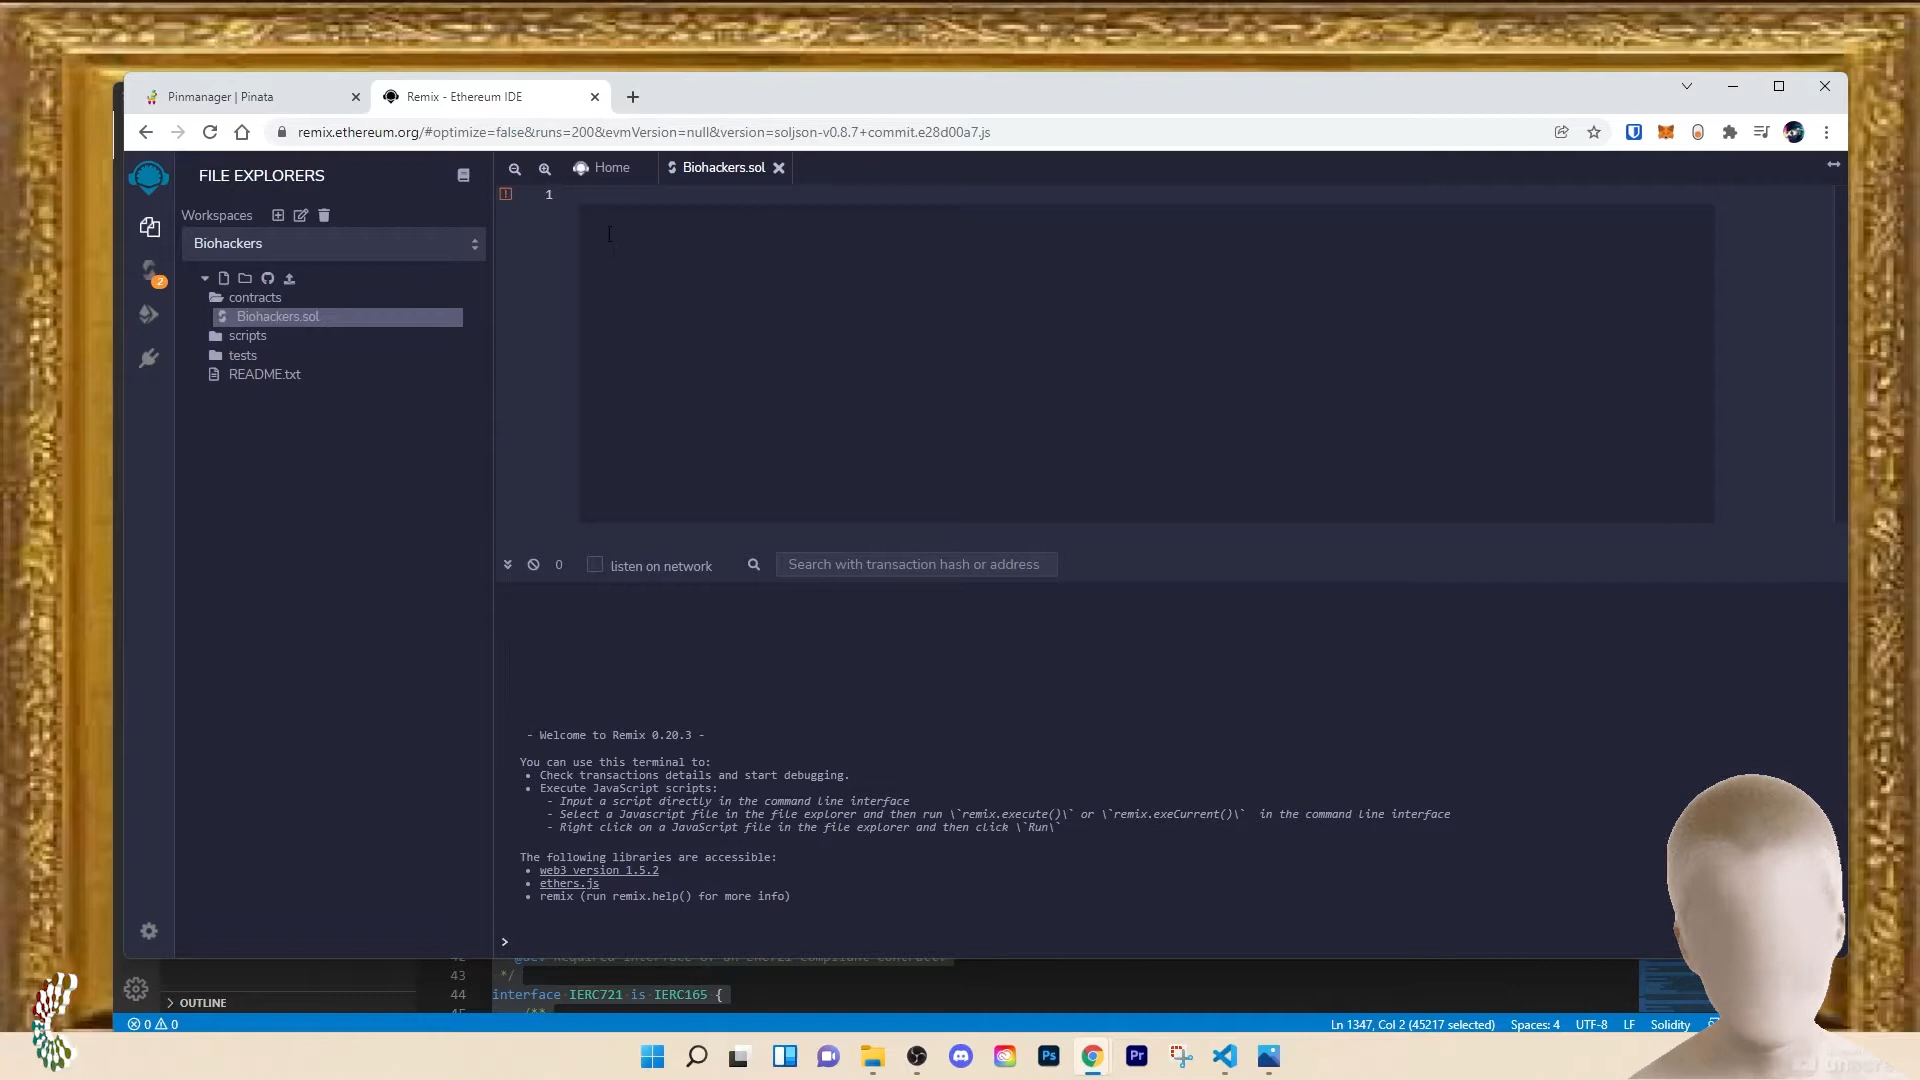 Pinmanager | Pinata
Remix - Ethereum IDE
remix.ethereum.org/#optimize=false&runs=200&evmVersion=null&version=soljson-v0.8.7+commit.e28d00a7.js
FILE EXPLORERS
Home
Biohackers.sol
1
Workspaces
Biohackers
contracts
Biohackers.sol
2
scripts
tests
README.txt
0
listen on network
Search with transaction hash or address
- Welcome to Remix 0.20.3 -
You can use this terminal to:
• Check transactions details and start debugging.
• Execute JavaScript scripts:
- Input a script directly in the command line interface
- Select a Javascript file in the file explorer and then run \`remix.execute()\` or \`remix.exeCurrent()\` in the command line interface
- Right click on a JavaScript file in the file explorer and then click \`Run\`
The following libraries are accessible:
• web3 version 1.5.2
• ethers.js
• remix (run remix.help() for more info)
>
43 */
44 interface IERC721 is IERC165 {
/**
OUTLINE
0 0
Ln 1347, Col 2 (45217 selected) Spaces: 4 UTF-8 LF Solidity
Ps
Pr